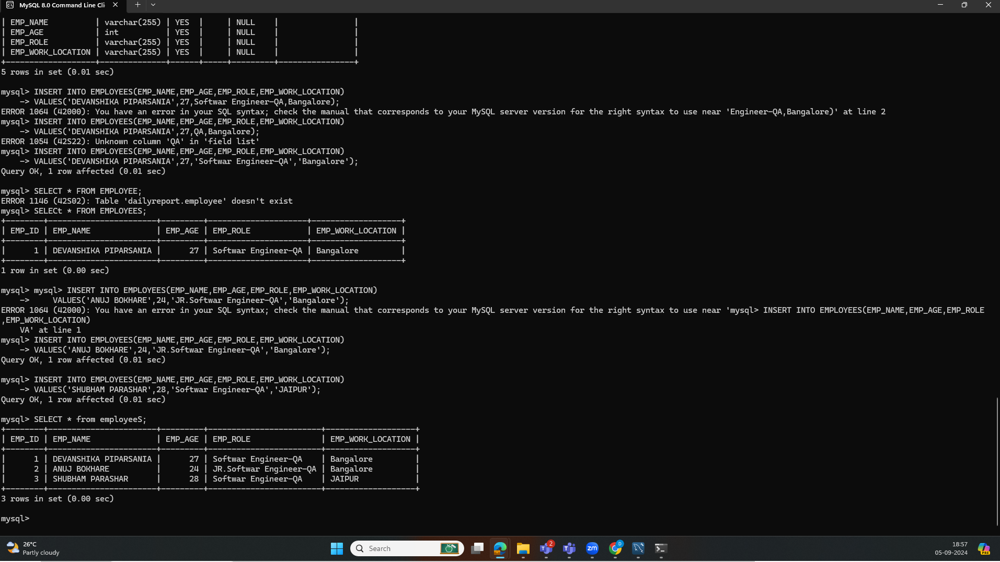 MySQL 8.0 Command Line Cli
| EMP_NAME          | varchar(255) | YES  |     | NULL    |                |
| EMP_AGE           | int          | YES  |     | NULL    |                |
| EMP_ROLE          | varchar(255) | YES  |     | NULL    |                |
| EMP_WORK_LOCATION | varchar(255) | YES  |     | NULL    |                |
+-------------------+--------------+------+-----+---------+----------------+
5 rows in set (0.01 sec)
mysql> INSERT INTO EMPLOYEES(EMP_NAME,EMP_AGE,EMP_ROLE,EMP_WORK_LOCATION)
    -> VALUES('DEVANSHIKA PIPARSANIA',27,Softwar Engineer-QA,Bangalore);
ERROR 1064 (42000): You have an error in your SQL syntax; check the manual that corresponds to your MySQL server version for the right syntax to use near 'Engineer-QA,Bangalore)' at line 2
mysql> INSERT INTO EMPLOYEES(EMP_NAME,EMP_AGE,EMP_ROLE,EMP_WORK_LOCATION)
    -> VALUES('DEVANSHIKA PIPARSANIA',27,QA,Bangalore);
ERROR 1054 (42S22): Unknown column 'QA' in 'field list'
mysql> INSERT INTO EMPLOYEES(EMP_NAME,EMP_AGE,EMP_ROLE,EMP_WORK_LOCATION)
    -> VALUES('DEVANSHIKA PIPARSANIA',27,'Softwar Engineer-QA','Bangalore');
Query OK, 1 row affected (0.01 sec)
mysql> SELECT * FROM EMPLOYEE;
ERROR 1146 (42S02): Table 'dailyreport.employee' doesn't exist
mysql> SELECt * FROM EMPLOYEES;
+--------+-----------------------+---------+---------------------+-------------------+
| EMP_ID | EMP_NAME              | EMP_AGE | EMP_ROLE            | EMP_WORK_LOCATION |
+--------+-----------------------+---------+---------------------+-------------------+
|      1 | DEVANSHIKA PIPARSANIA |      27 | Softwar Engineer-QA | Bangalore         |
+--------+-----------------------+---------+---------------------+-------------------+
1 row in set (0.00 sec)
mysql> mysql> INSERT INTO EMPLOYEES(EMP_NAME,EMP_AGE,EMP_ROLE,EMP_WORK_LOCATION)
    ->     VALUES('ANUJ BOKHARE',24,'JR.Softwar Engineer-QA','Bangalore');
ERROR 1064 (42000): You have an error in your SQL syntax; check the manual that corresponds to your MySQL server version for the right syntax to use near 'mysql> INSERT INTO EMPLOYEES(EMP_NAME,EMP_AGE,EMP_ROLE
,EMP_WORK_LOCATION)
    VA' at line 1
mysql> INSERT INTO EMPLOYEES(EMP_NAME,EMP_AGE,EMP_ROLE,EMP_WORK_LOCATION)
    -> VALUES('ANUJ BOKHARE',24,'JR.Softwar Engineer-QA','Bangalore');
Query OK, 1 row affected (0.01 sec)
mysql> INSERT INTO EMPLOYEES(EMP_NAME,EMP_AGE,EMP_ROLE,EMP_WORK_LOCATION)
    -> VALUES('SHUBHAM PARASHAR',28,'Softwar Engineer-QA','JAIPUR');
Query OK, 1 row affected (0.01 sec)
mysql> SELECT * from employeeS;
+--------+-----------------------+---------+------------------------+-------------------+
| EMP_ID | EMP_NAME              | EMP_AGE | EMP_ROLE               | EMP_WORK_LOCATION |
+--------+-----------------------+---------+------------------------+-------------------+
|      1 | DEVANSHIKA PIPARSANIA |      27 | Softwar Engineer-QA    | Bangalore         |
|      2 | ANUJ BOKHARE          |      24 | JR.Softwar Engineer-QA | Bangalore         |
|      3 | SHUBHAM PARASHAR      |      28 | Softwar Engineer-QA    | JAIPUR            |
+--------+-----------------------+---------+------------------------+-------------------+
3 rows in set (0.00 sec)
mysql>
26°C
Partly cloudy
Search
2
zm
D
18:57
05-09-2024
PRE